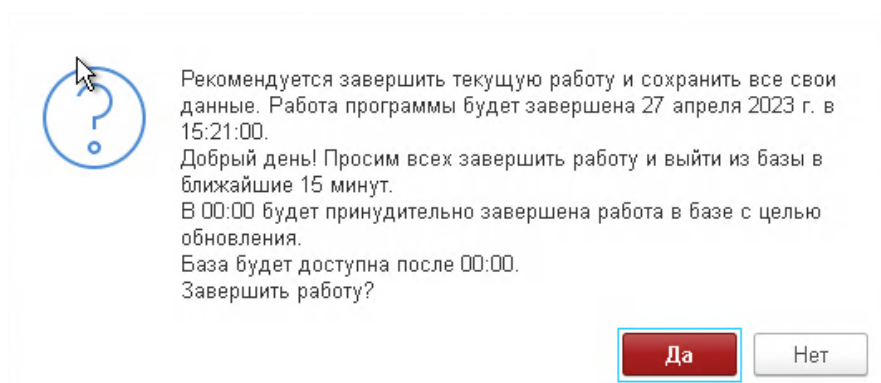 Рекомендуется завершить текущую работу и сохранить все свои
данные. Работа программы будет завершена 27 апреля 2023 г. в
15:21:00.
Добрый день! Просим всех завершить работу и выйти из базы в
ближайшие 15 минут.
В 00:00 будет принудительно завершена работа в базе с целью
обновления.
База будет доступна после 00:00.
Завершить работу?
Да
Нет